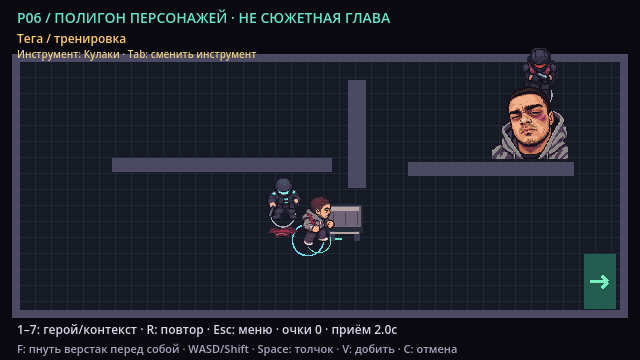 P06 / ПОЛИГОН ПЕРСОНАЖЕЙ · НЕ СЮЖЕТНАЯ ГЛАВА
Тега / тренировка
Инструмент: Кулаки · Tab: сменить инструмент
1–7: герой/контекст · R: повтор · Esc: меню · очки 0 · приём 2.0с
F: пнуть верстак перед собой · WASD/Shift · Space: толчок · V: добить · C: отмена